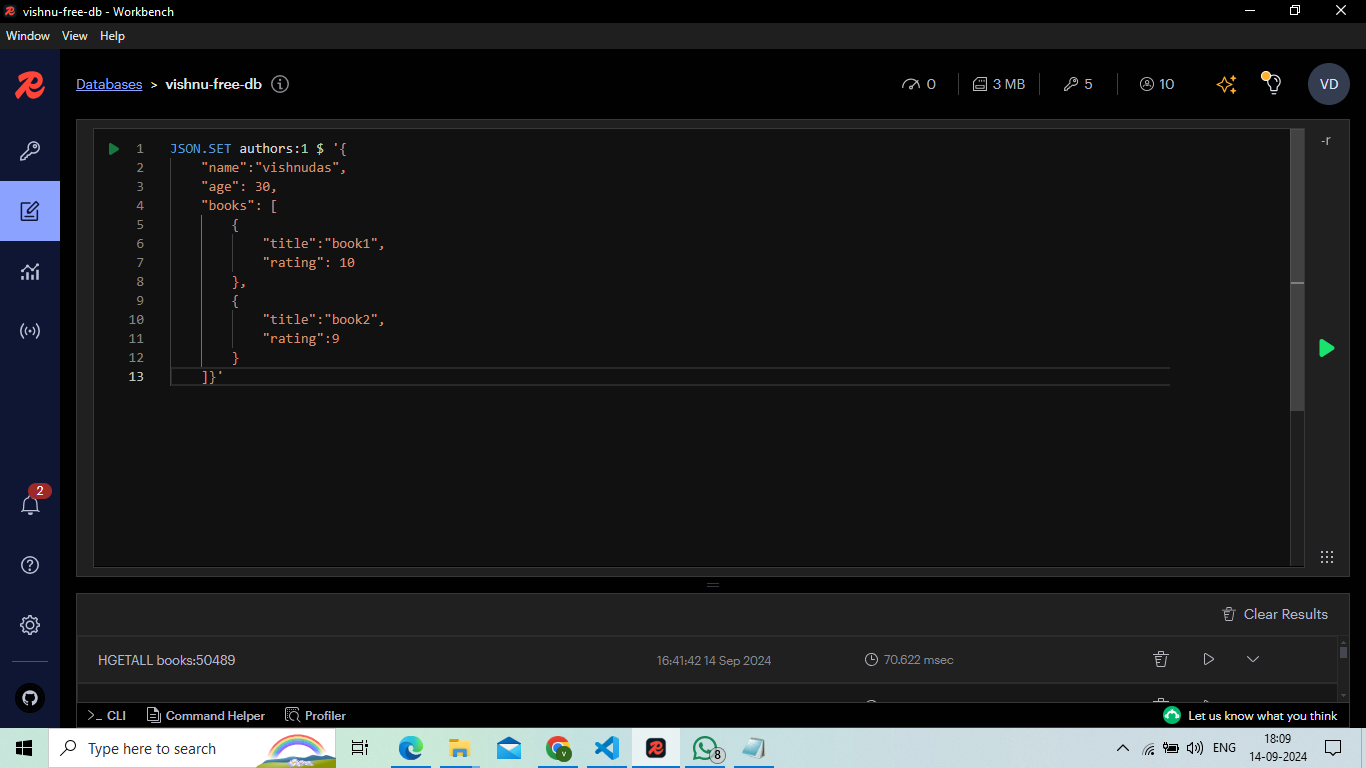 vishnu-free-db - Workbench
Window View Help
Databases > vishnu-free-db
0 3 MB 5 10 VD
-r
1 JSON.SET authors:1 $ '{
2 "name":"vishnudas",
3 "age": 30,
4 "books": [
5 {
6 "title":"book1",
7 "rating": 10
8 },
9 {
10 "title":"book2",
11 "rating":9
12 }
13 ]}'
2
Clear Results
HGETALL books:50489 16:41:42 14 Sep 2024 70.622 msec
>_ CLI Command Helper Profiler Let us know what you think
Type here to search
8
ENG
18:09
14-09-2024